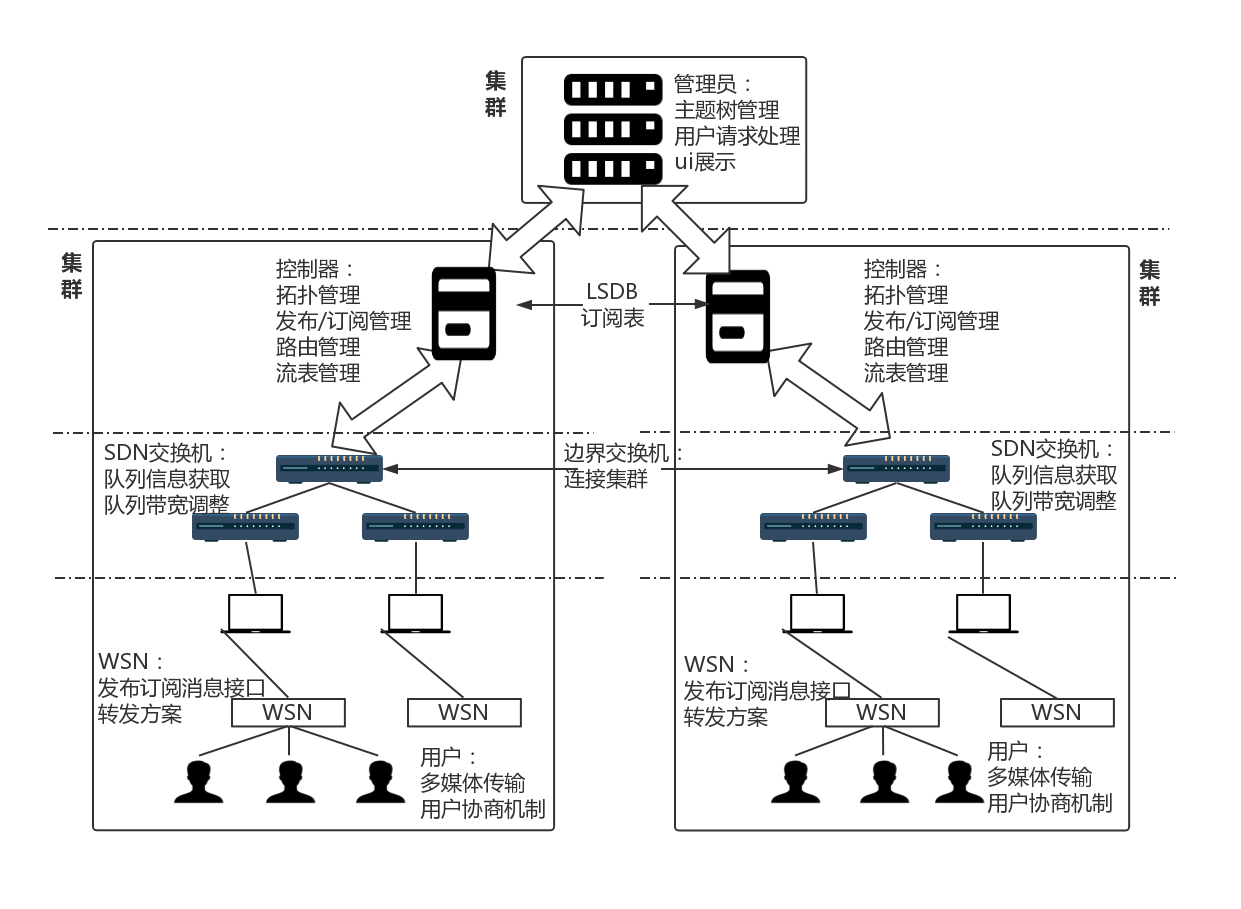 集
群
管理员：
主题树管理
用户请求处理
ui展示
集
群
控制器：
拓扑管理
发布/订阅管理
路由管理
流表管理
LSDB
订阅表
控制器：
拓扑管理
发布/订阅管理
路由管理
流表管理
集
群
SDN交换机：
队列信息获取
队列带宽调整
边界交换机：
连接集群
SDN交换机：
队列信息获取
队列带宽调整
WSN：
发布订阅消息接口
转发方案
WSN
WSN
用户：
多媒体传输
用户协商机制
WSN：
发布订阅消息接口
转发方案
WSN
WSN
用户：
多媒体传输
用户协商机制